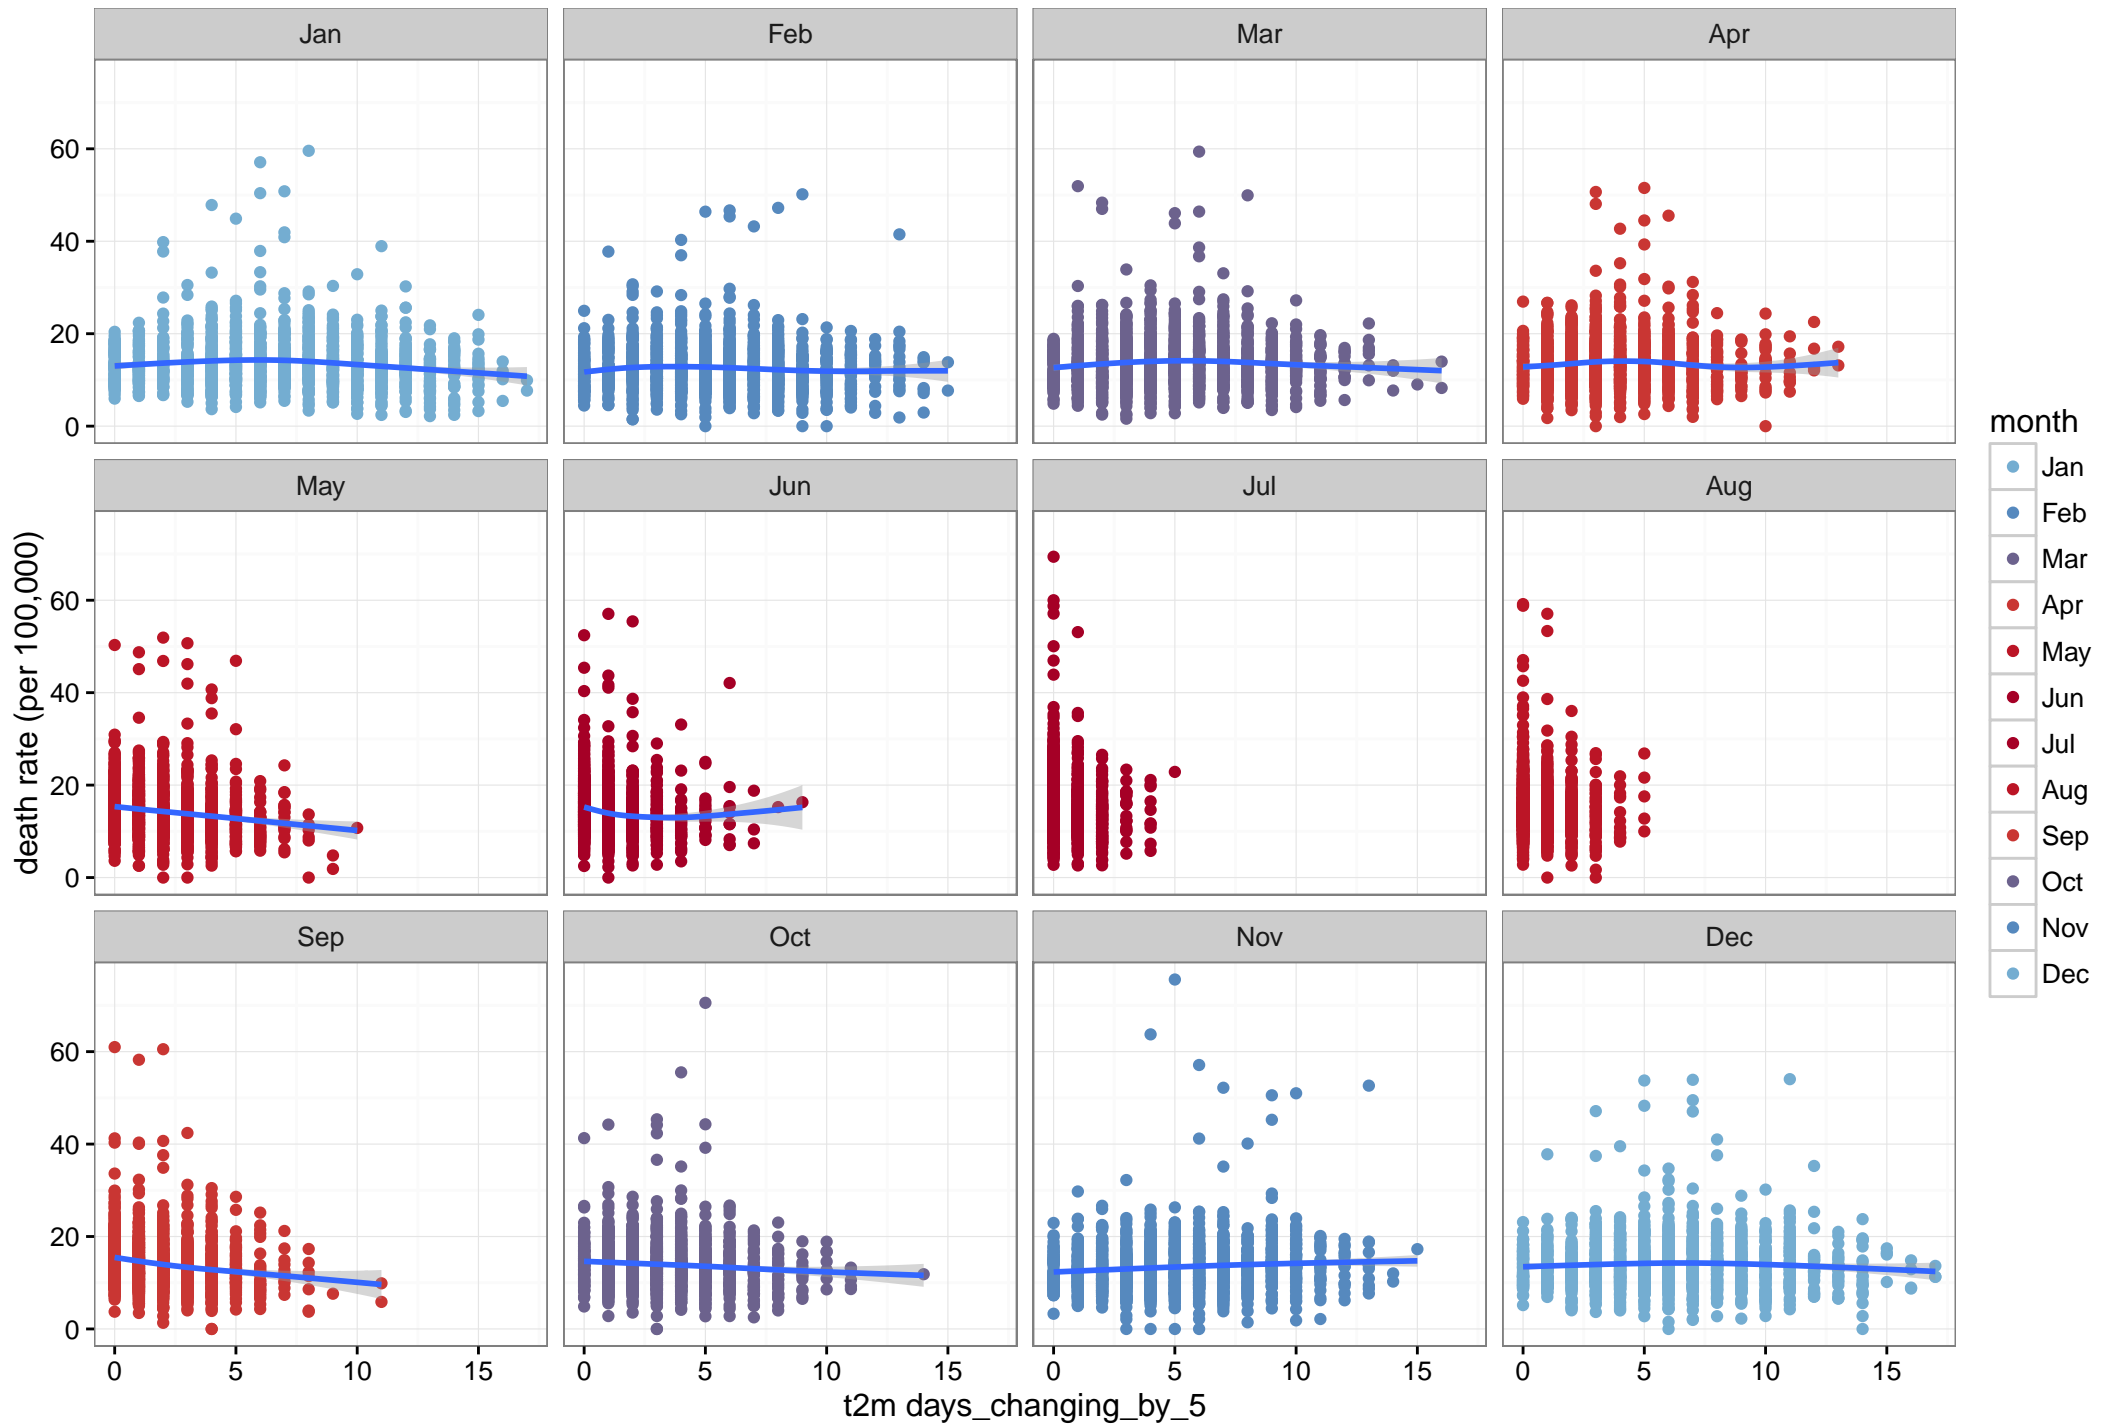 Jan Feb Mar Apr
60
40
20
0
May Jun Jul Aug
60
40
20
0
Sep Oct Nov Dec
60
40
20
0
0 5 10 15 0 5 10 15 0 5 10 15 0 5 10 15
t2m days_changing_by_5
death rate (per 100,000)
month
Jan
Feb
Mar
Apr
May
Jun
Jul
Aug
Sep
Oct
Nov
Dec